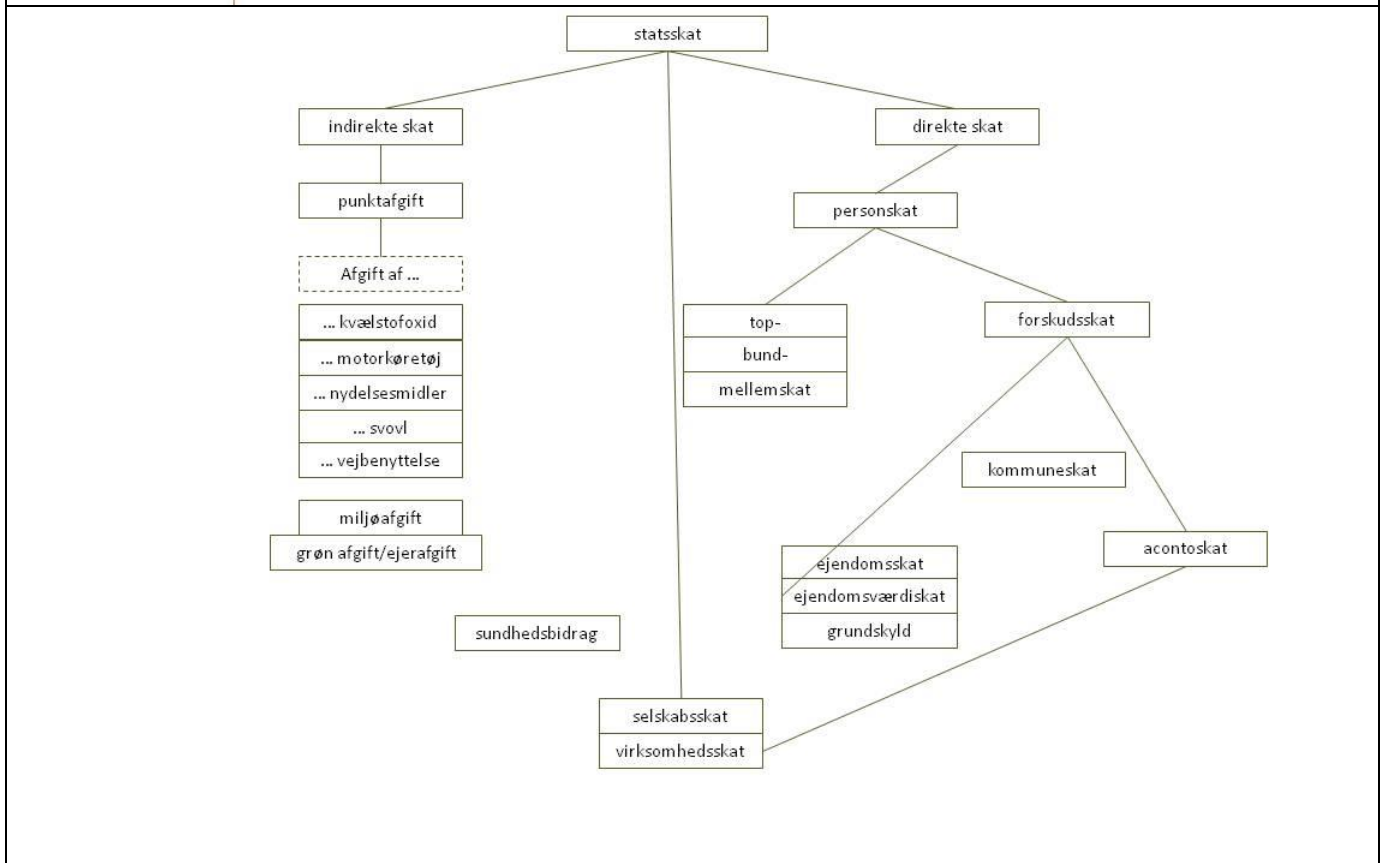 statsskat
indirekte skat
direkte skat
punktafgift
personskat
Afgift af ...
... kvælstofoxid
... motorkøretøj
... nydelsesmidler
... svovl
... vejbenyttelse
top-
bund-
mellemskat
forskudsskat
kommuneskat
miljøafgift
grøn afgift/ejerafgift
acontoskat
ejendomsskat
ejendomsværdiskat
grundskyld
sundhedsbidrag
selskabsskat
virksomhedsskat